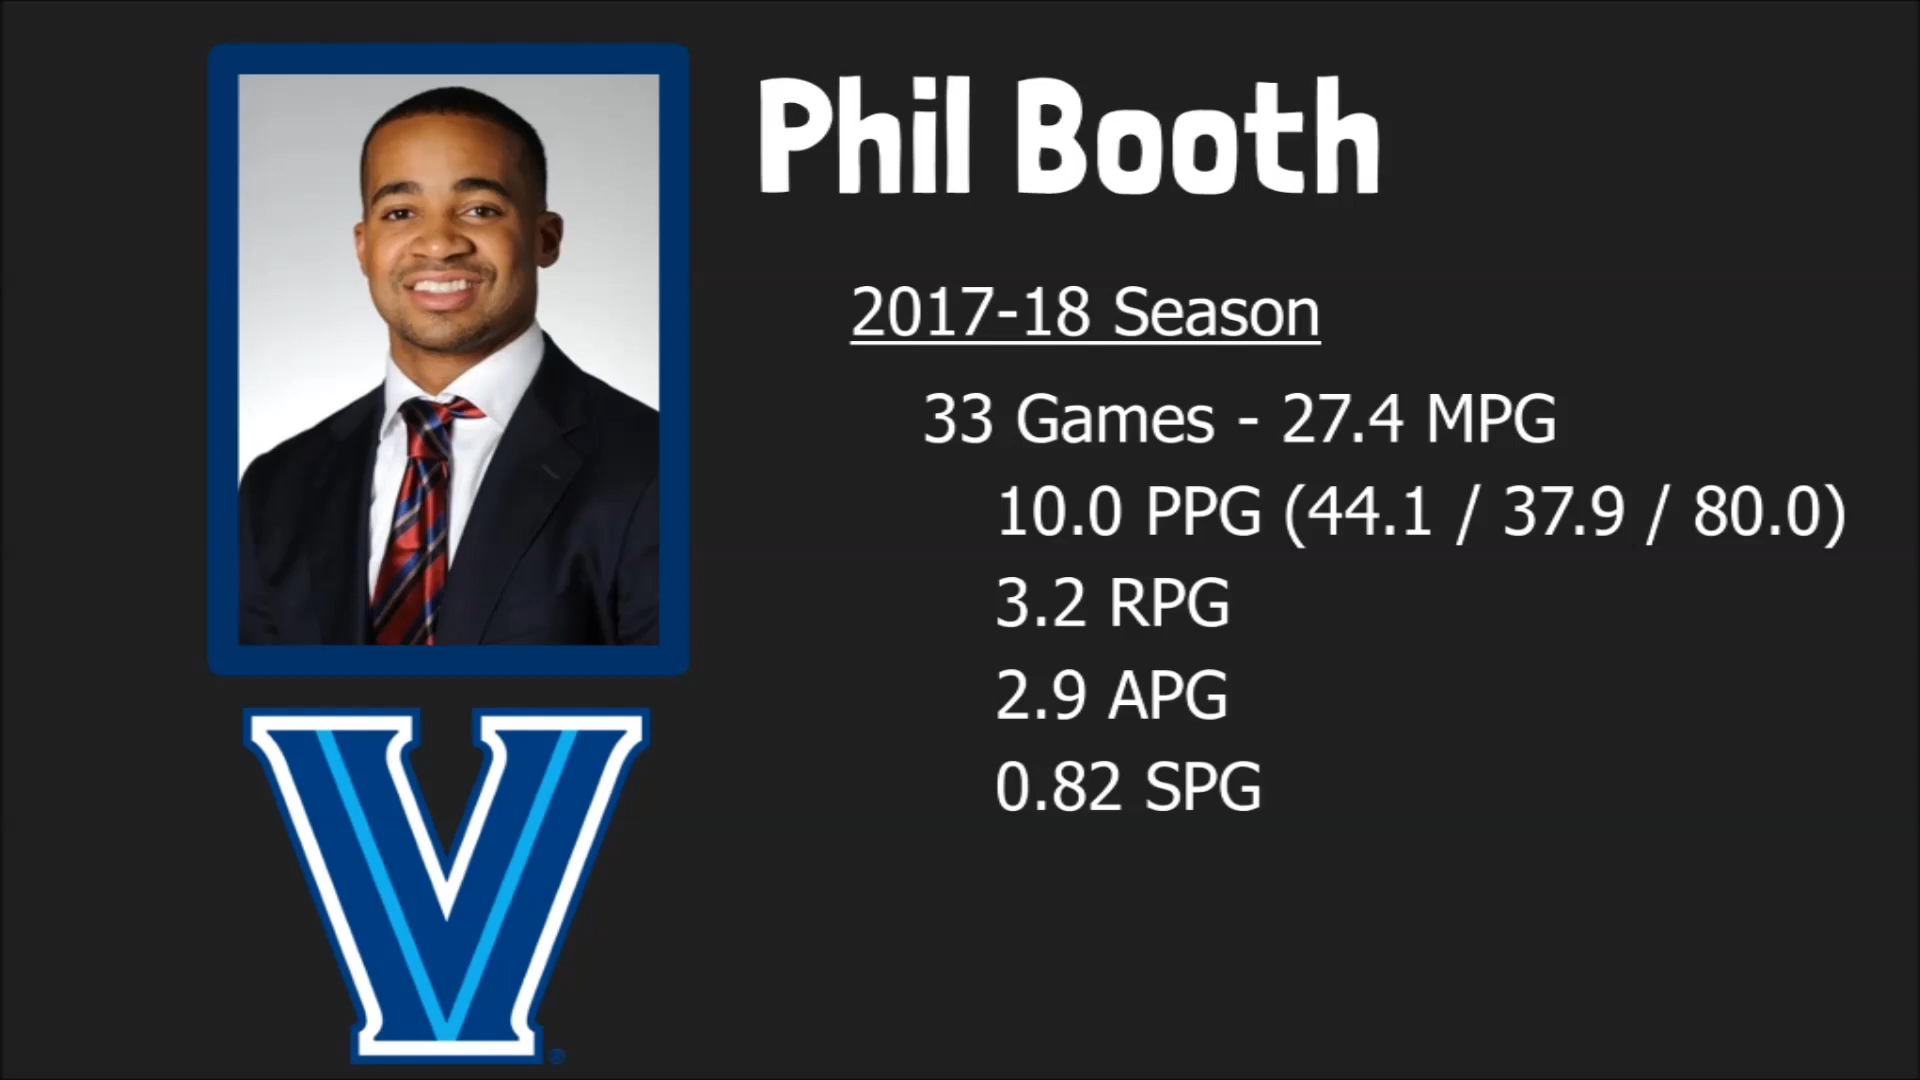 Phil Booth
2017-18 Season
33 Games - 27.4 MPG
10.0 PPG (44.1 / 37.9 / 80.0)
3.2 RPG
2.9 APG
0.82 SPG
V